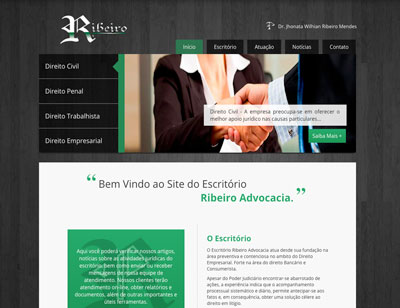 Ribeiro
Dr. Jhonata Wilhian Ribeiro Mendes
Início
Escritório
Atuação
Notícias
Contato
Direito Civil
Direito Penal
Direito Trabalhista
Direito Empresarial
Direito Civil - A empresa preocupa-se em oferecer o
melhor apoio jurídico nas causas particulares...
Saiba Mais +
“ Bem Vindo ao Site do Escritório
Ribeiro Advocacia. ”
Aqui você poderá verificar nossos artigos,
notícias sobre as atividades jurídicas do
escritório, bem como enviar ou receber
mensagens de nossa equipe de
atendimento. Nossos clientes terão
atendimento online, obter relatórios e
documentos, além de outras importantes e
úteis ferramentas.
O Escritório
O Escritório Ribeiro Advocacia atua desde sua fundação na
área preventiva e contenciosa no âmbito do Direito
Empresarial. Forte na área do direito Bancário e
Consumerista.
Apesar do Poder Judiciário encontrar-se abarrotado de
ações, a experiência indica que o acompanhamento
processual sistemático e diário, permite antecipar-se aos
fatos e, em consequência, obter uma solução célere ao
direito em litígio.